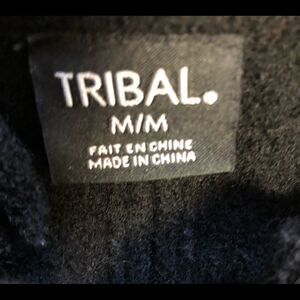 TRIBAL.
M/M
FAIT EN CHINE
MADE IN CHINA